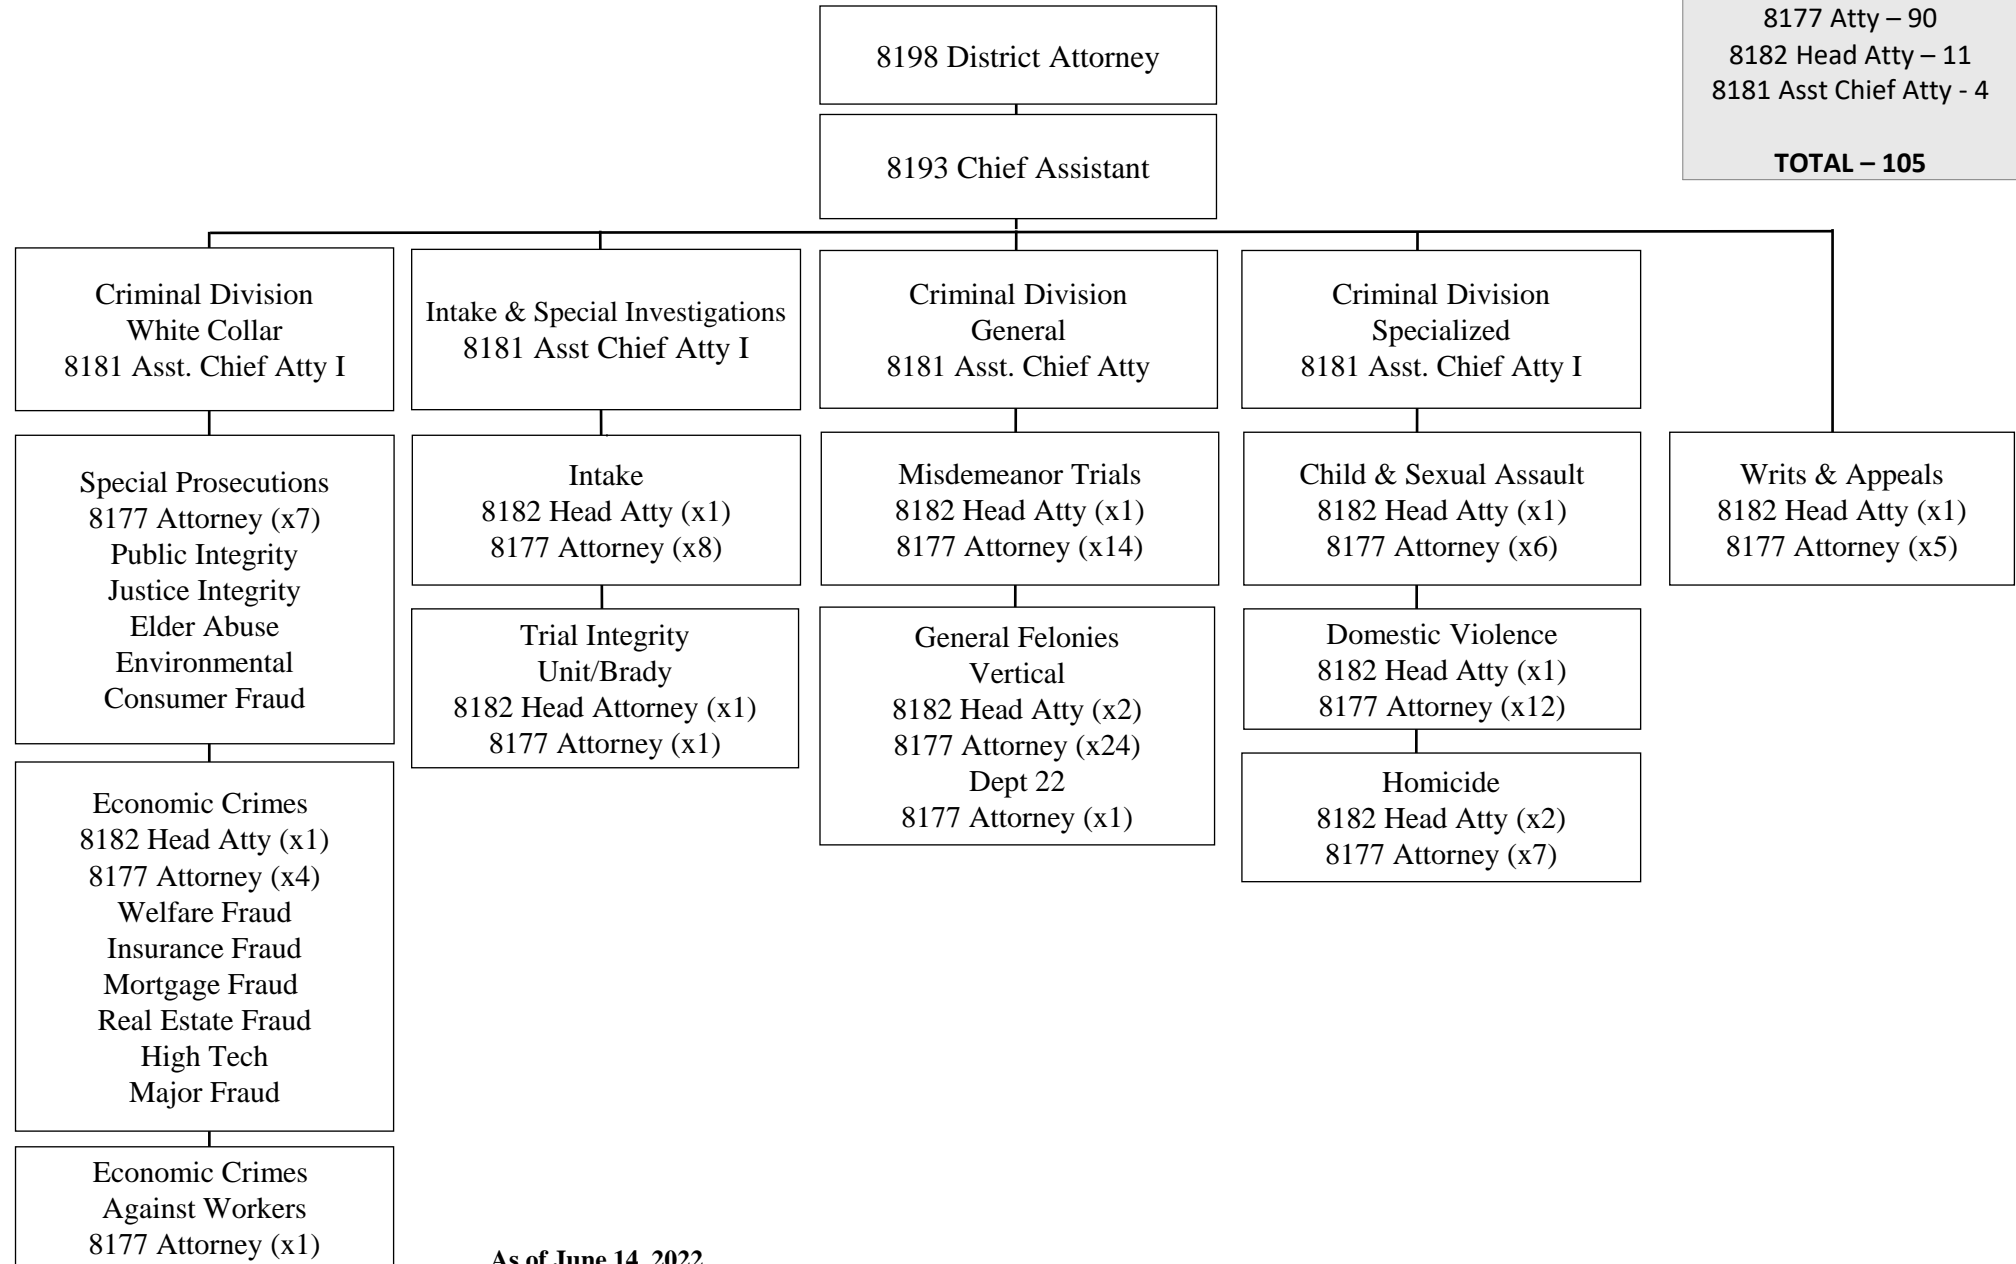 8177 Atty – 90
8182 Head Atty – 11
8181 Asst Chief Atty - 4
TOTAL – 105
8198 District Attorney
8193 Chief Assistant
Criminal Division
White Collar
8181 Asst. Chief Atty I
Intake & Special Investigations
8181 Asst Chief Atty I
Criminal Division
General
8181 Asst. Chief Atty
Criminal Division
Specialized
8181 Asst. Chief Atty I
Special Prosecutions
8177 Attorney (x7)
Public Integrity
Justice Integrity
Elder Abuse
Environmental
Consumer Fraud
Economic Crimes
8182 Head Atty (x1)
8177 Attorney (x4)
Welfare Fraud
Insurance Fraud
Mortgage Fraud
Real Estate Fraud
High Tech
Major Fraud
Economic Crimes
Against Workers
8177 Attorney (x1)
Intake
8182 Head Atty (x1)
8177 Attorney (x8)
Trial Integrity
Unit/Brady
8182 Head Attorney (x1)
8177 Attorney (x1)
Misdemeanor Trials
8182 Head Atty (x1)
8177 Attorney (x14)
General Felonies
Vertical
8182 Head Atty (x2)
8177 Attorney (x24)
Dept 22
8177 Attorney (x1)
Child & Sexual Assault
8182 Head Atty (x1)
8177 Attorney (x6)
Domestic Violence
8182 Head Atty (x1)
8177 Attorney (x12)
Homicide
8182 Head Atty (x2)
8177 Attorney (x7)
Writs & Appeals
8182 Head Atty (x1)
8177 Attorney (x5)
As of June 14, 2022